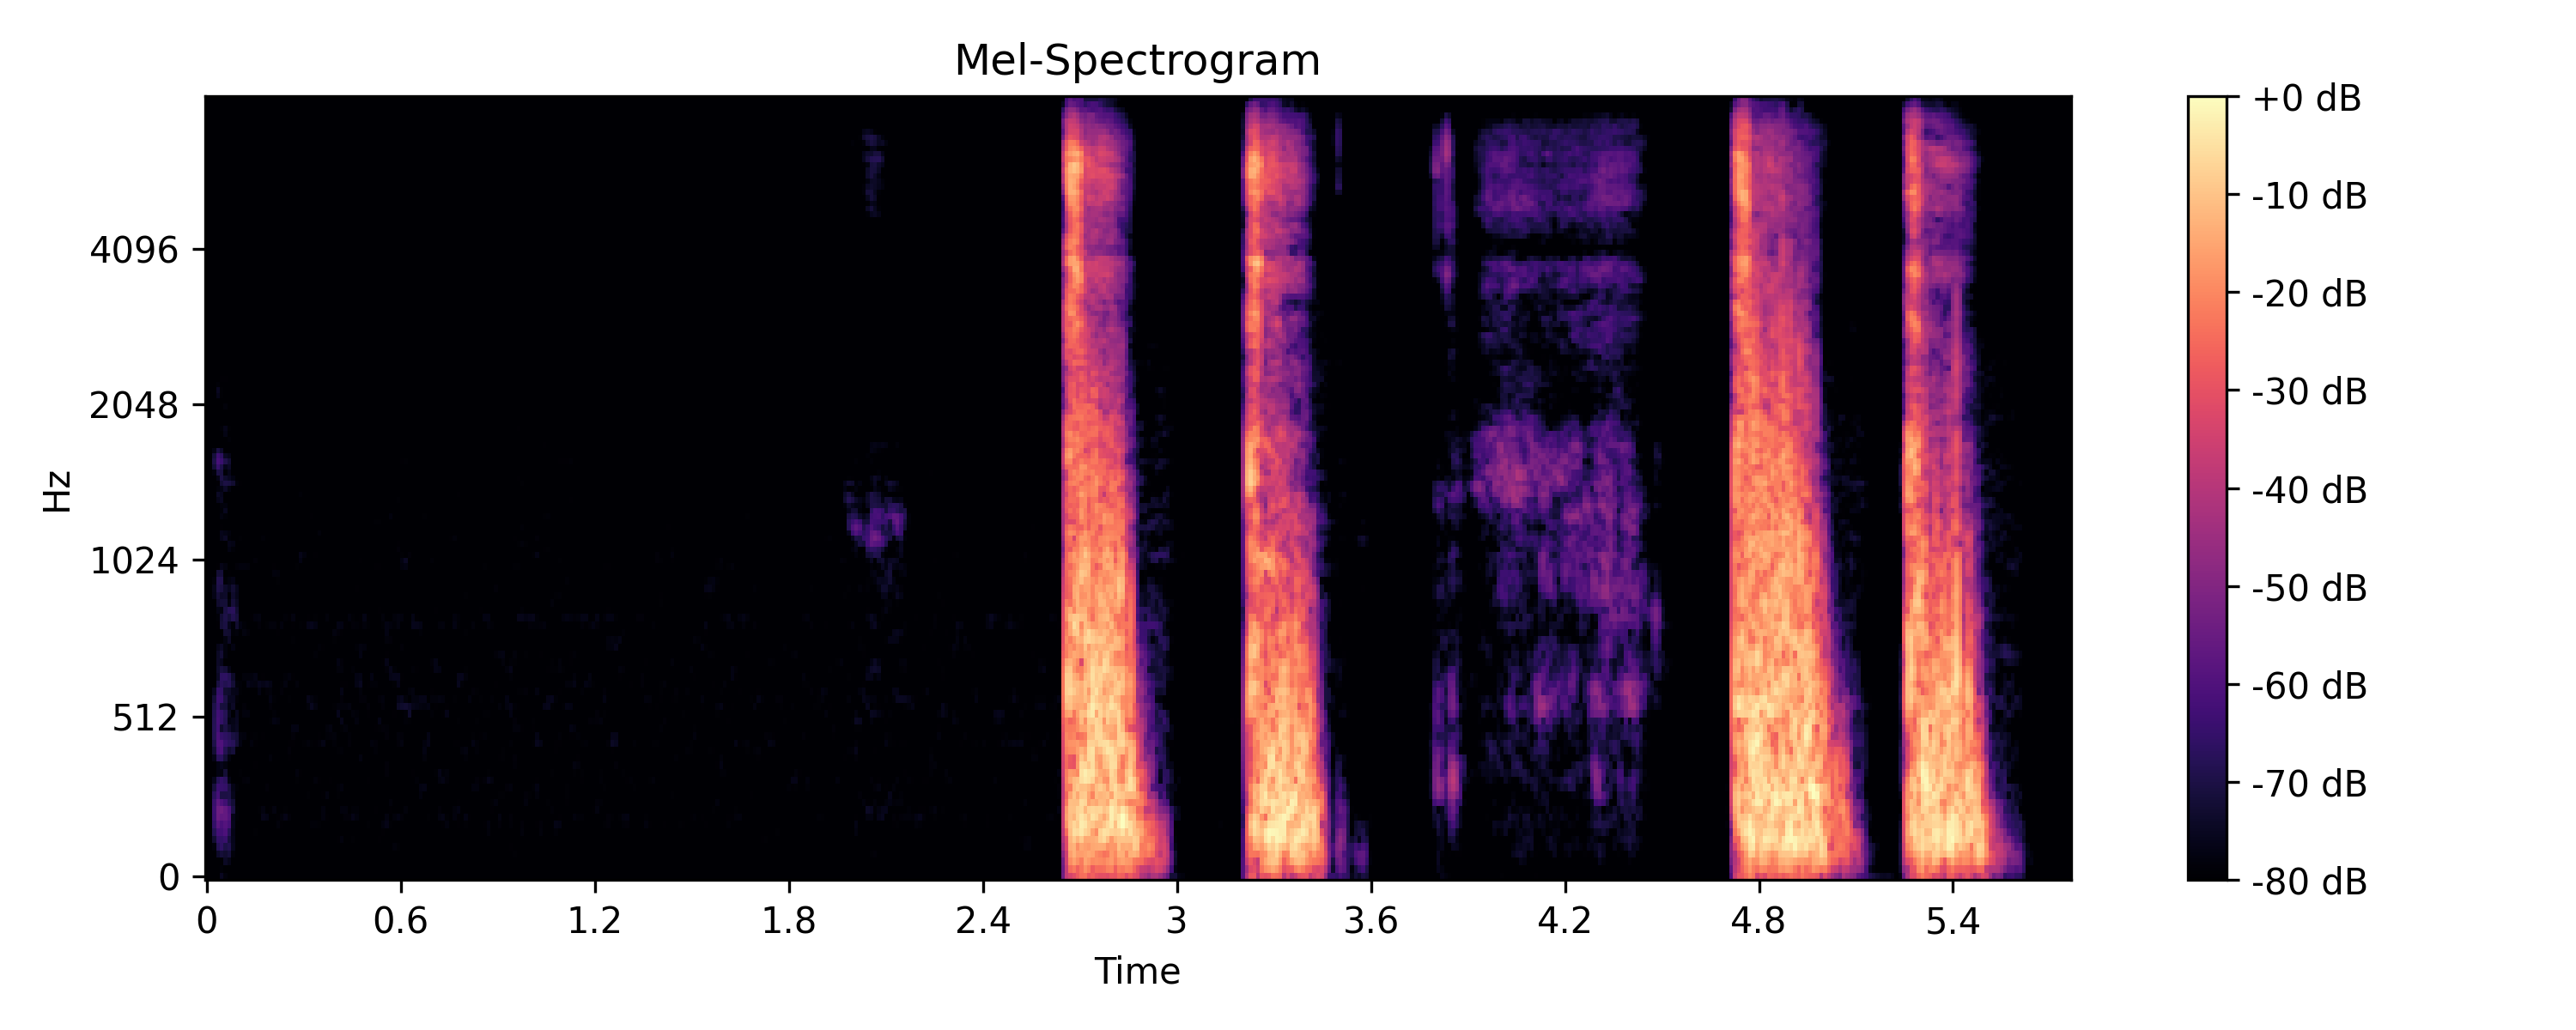 Mel-Spectrogram
+0 dB
-10 dB
-20 dB
-30 dB
-40 dB
-50 dB
-60 dB
-70 dB
-80 dB
4096
2048
1024
512
0
Hz
0 0.6 1.2 1.8 2.4 3 3.6 4.2 4.8 5.4
Time